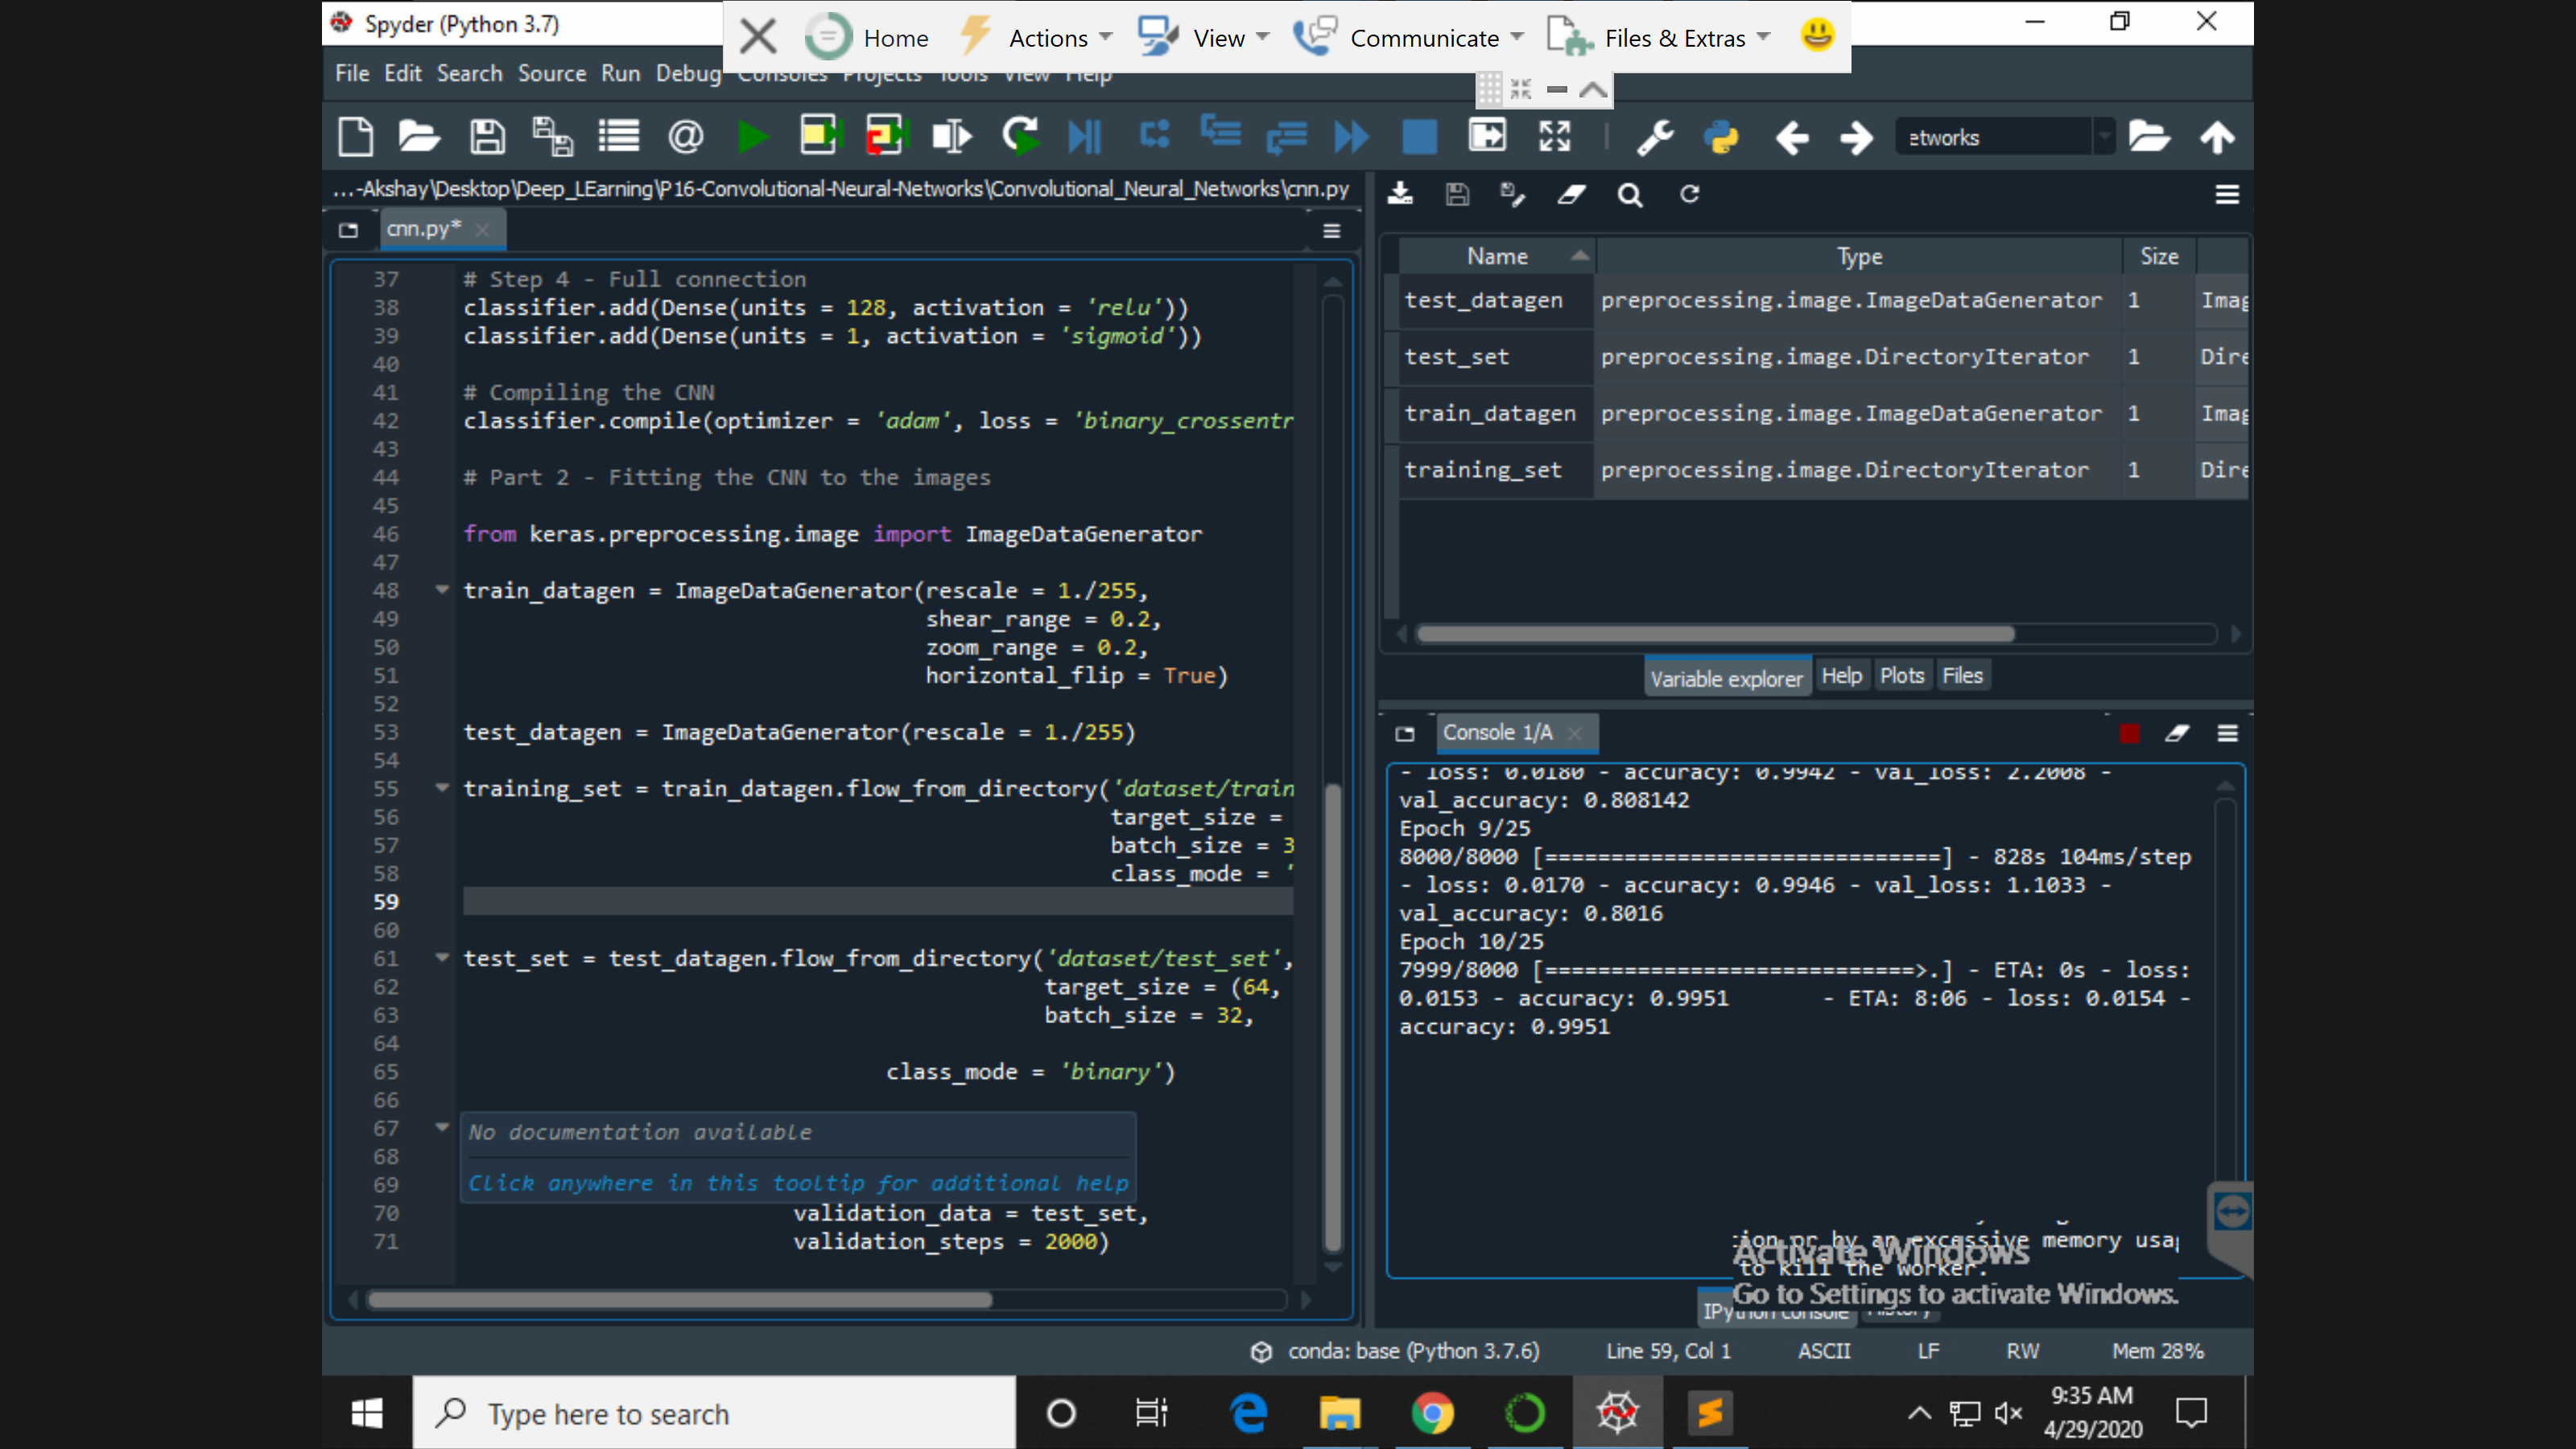 Spyder (Python 3.7)
Home Actions View Communicate Files & Extras
File Edit Search Source Run Debug Consoles Projects Tools View Help
etworks
...-Akshay\Desktop\Deep_LEarning\P16-Convolutional-Neural-Networks\Convolutional_Neural_Networks\cnn.py
cnn.py*
37 # Step 4 - Full connection
38 classifier.add(Dense(units = 128, activation = 'relu'))
39 classifier.add(Dense(units = 1, activation = 'sigmoid'))
40
41 # Compiling the CNN
42 classifier.compile(optimizer = 'adam', loss = 'binary_crossentr
43
44 # Part 2 - Fitting the CNN to the images
45
46 from keras.preprocessing.image import ImageDataGenerator
47
48 train_datagen = ImageDataGenerator(rescale = 1./255,
49 shear_range = 0.2,
50 zoom_range = 0.2,
51 horizontal_flip = True)
52
53 test_datagen = ImageDataGenerator(rescale = 1./255)
54
55 training_set = train_datagen.flow_from_directory('dataset/train
56 target_size =
57 batch_size = 3
58 class_mode = '
59
60
61 test_set = test_datagen.flow_from_directory('dataset/test_set',
62 target_size = (64,
63 batch_size = 32,
64
65 class_mode = 'binary')
66
67
68
69
No documentation available
Click anywhere in this tooltip for additional help
70 validation_data = test_set,
71 validation_steps = 2000)
Name Type Size
test_datagen preprocessing.image.ImageDataGenerator 1 Imag
test_set preprocessing.image.DirectoryIterator 1 Dire
train_datagen preprocessing.image.ImageDataGenerator 1 Imag
training_set preprocessing.image.DirectoryIterator 1 Dire
Variable explorer Help Plots Files
Console 1/A
- loss: 0.0180 - accuracy: 0.9942 - val_loss: 2.2008 -
val_accuracy: 0.808142
Epoch 9/25
8000/8000 [==============================] - 828s 104ms/step
- loss: 0.0170 - accuracy: 0.9946 - val_loss: 1.1033 -
val_accuracy: 0.8016
Epoch 10/25
7999/8000 [============================>.] - ETA: 0s - loss:
0.0153 - accuracy: 0.9951 - ETA: 8:06 - loss: 0.0154 -
accuracy: 0.9951
ion or by an excessive memory usa
to kill the worker.
Activate Windows
Go to Settings to activate Windows.
IPython console History
conda: base (Python 3.7.6) Line 59, Col 1 ASCII LF RW Mem 28%
Type here to search
9:35 AM
4/29/2020